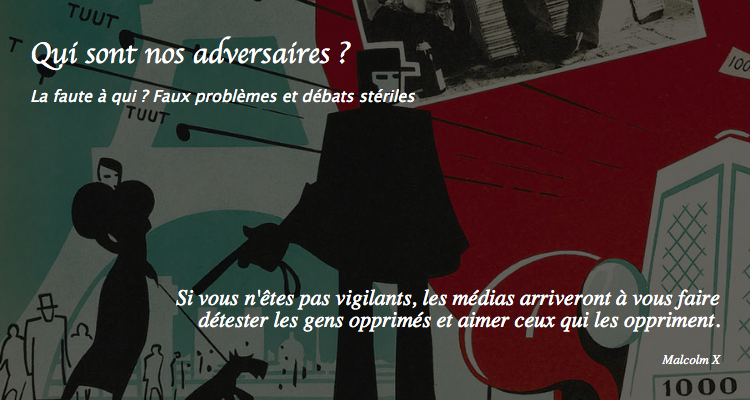 TUUT
T
Qui sont nos adversaires ?
100
La faute à qui ? Faux problèmes et débats stériles
TUUT
Si vous n'êtes pas vigilants, les médias arriveront à vous faire
détester les gens opprimés et aimer ceux qui les oppriment.
Malcolm X
1000